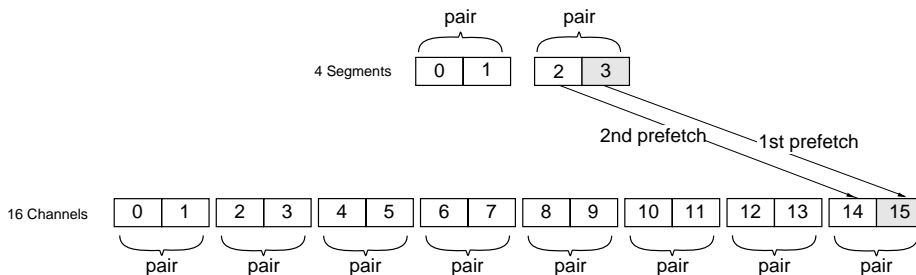 pair pair
4 Segments 0 1 2 3
2nd prefetch 1st prefetch
16 Channels 0 1 2 3 4 5 6 7 8 9 10 11 12 13 14 15
pair pair pair pair pair pair pair pair